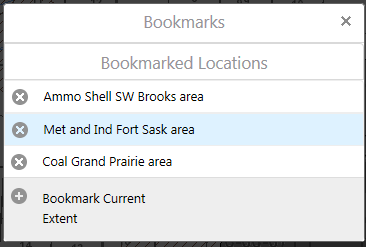 Bookmarks
Bookmarked Locations
Ammo Shell SW Brooks area
Met and Ind Fort Sask area
Coal Grand Prairie area
Bookmark Current
Extent